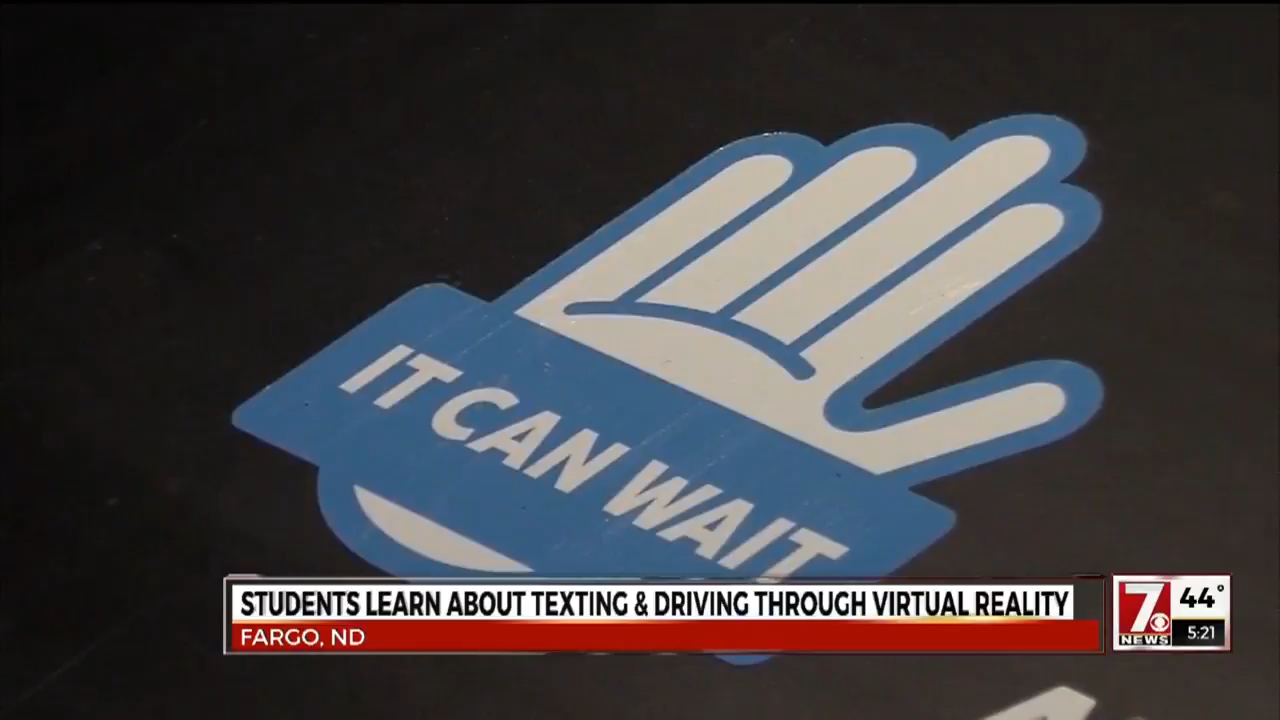 IT CAN WAIT
STUDENTS LEARN ABOUT TEXTING & DRIVING THROUGH VIRTUAL REALITY
FARGO, ND
7
NEWS
44°
5:21